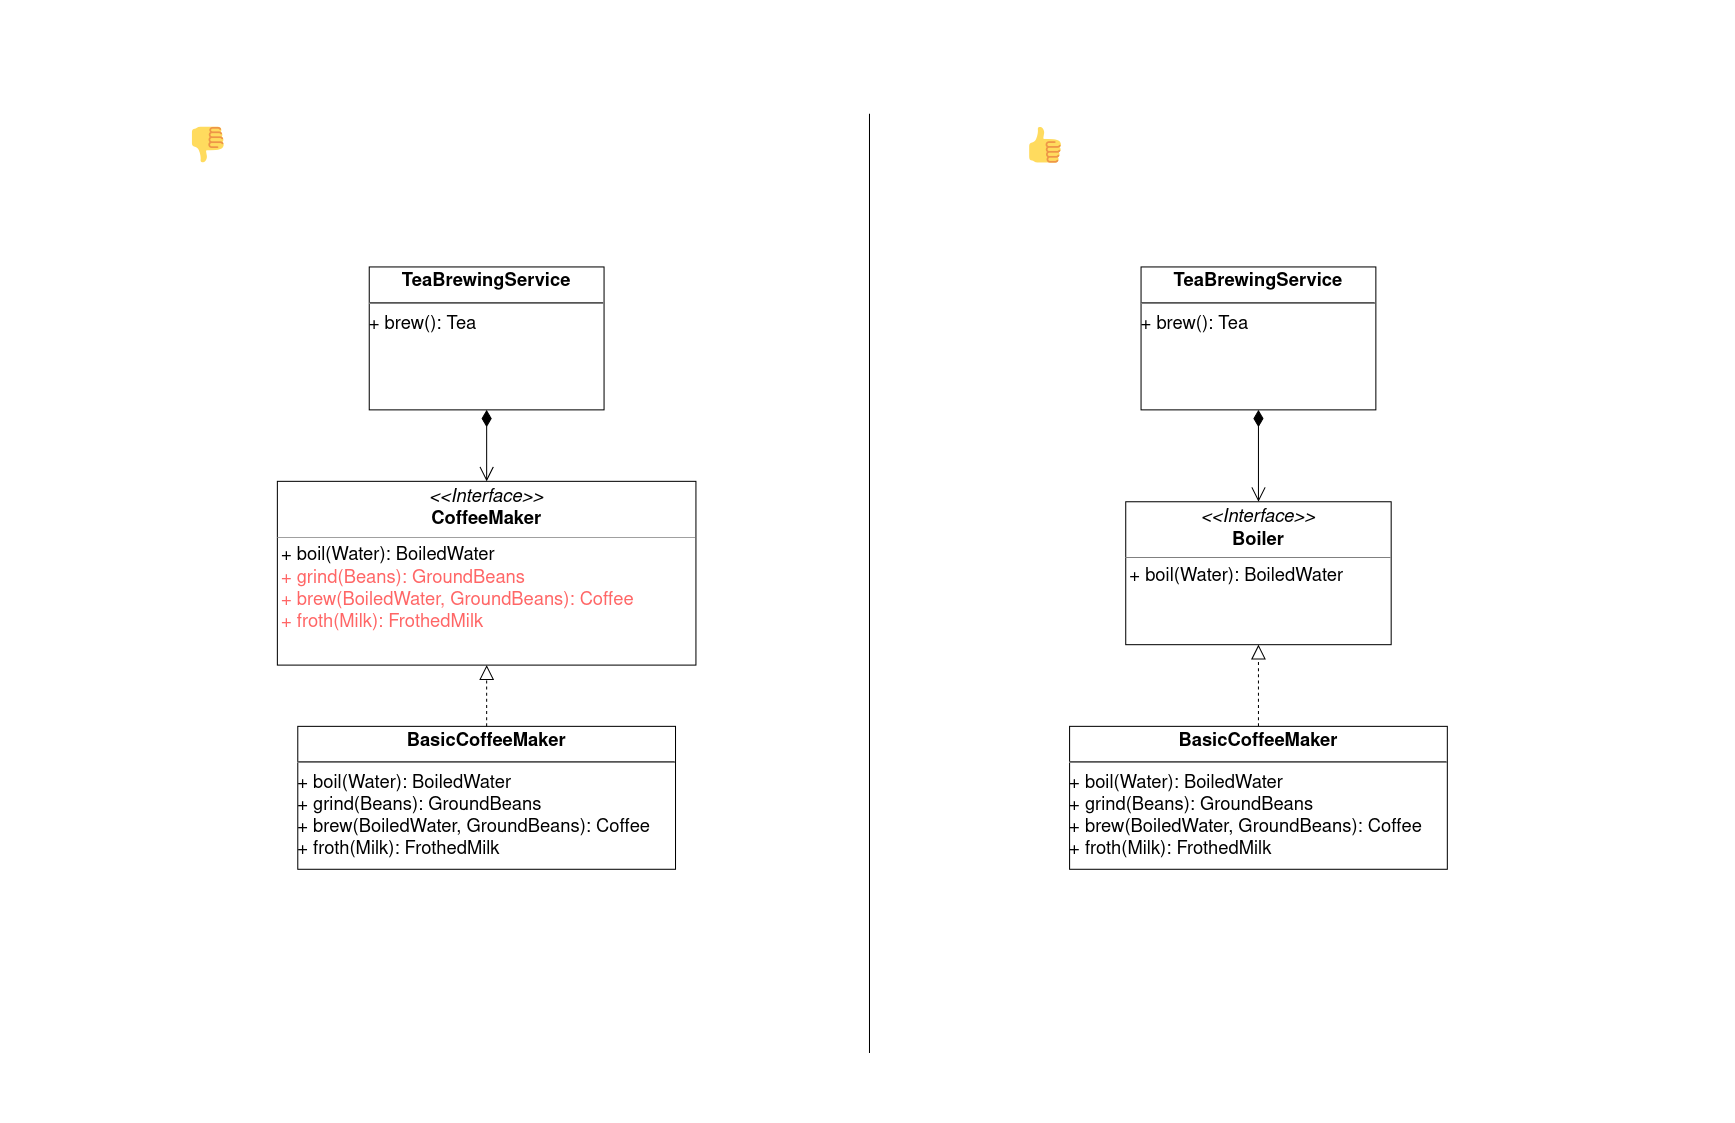 TeaBrewingService
+ brew(): Tea
<<Interface>>
CoffeeMaker
+ boil(Water): BoiledWater
+ grind(Beans): GroundBeans
+ brew(BoiledWater, GroundBeans): Coffee
+ froth(Milk): FrothedMilk
BasicCoffeeMaker
+ boil(Water): BoiledWater
+ grind(Beans): GroundBeans
+ brew(BoiledWater, GroundBeans): Coffee
+ froth(Milk): FrothedMilk
TeaBrewingService
+ brew(): Tea
<<Interface>>
Boiler
+ boil(Water): BoiledWater
BasicCoffeeMaker
+ boil(Water): BoiledWater
+ grind(Beans): GroundBeans
+ brew(BoiledWater, GroundBeans): Coffee
+ froth(Milk): FrothedMilk